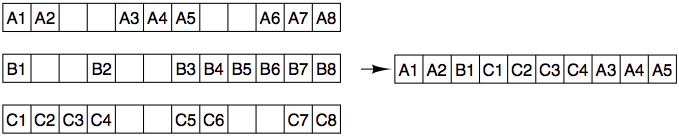 A1 A2 A3 A4 A5 A6 A7 A8
B1 B2 B3 B4 B5 B6 B7 B8
A1 A2 B1 C1 C2 C3 C4 A3 A4 A5
C1 C2 C3 C4 C5 C6 C7 C8